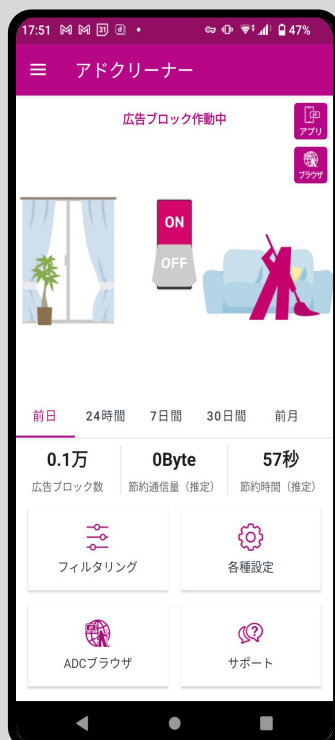 17:51 31 d 47%
アドクリーナー
広告ブロック作動中
アプリ
ブラウザ
ON
OFF
前日 24時間 7日間 30日間 前月
0.1万 0Byte 57秒
広告ブロック数 節約通信量（推定） 節約時間（推定）
フィルタリング 各種設定
ADCブラウザ サポート